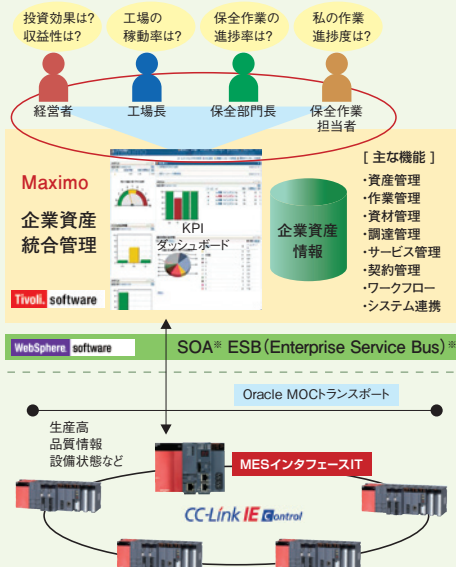 投資効果は?
収益性は?
工場の
稼動率は?
保全作業の
進捗率は?
私の作業
進捗度は?
経営者
工場長
保全部門長
保全作業
担当者
Maximo
企業資産
統合管理
KPI
ダッシュボード
企業資産
情報
[ 主な機能 ]
・資産管理
・作業管理
・資材管理
・調達管理
・サービス管理
・契約管理
・ワークフロー
・システム連携
Tivoli. software
WebSphere. software
SOA※ ESB(Enterprise Service Bus)※
Oracle MOCトランスポート
生産高
品質情報
設備状態など
MESインタフェースIT
CC-Link IE Control